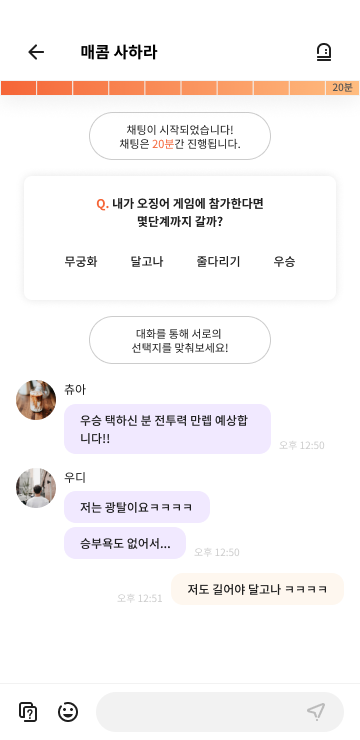 매콤 사하라
20분
채팅이 시작되었습니다!
채팅은 20분간 진행됩니다.
Q. 내가 오징어 게임에 참가한다면
몇단계까지 갈까?
무궁화 달고나 줄다리기 우승
대화를 통해 서로의
선택지를 맞춰보세요!
츄아
우승 택하신 분 전투력 만렙 예상합
니다!!
오후 12:50
우디
저는 광탈이요ㅋㅋㅋㅋ
승부욕도 없어서...
오후 12:50
저도 길어야 달고나 ㅋㅋㅋㅋ
오후 12:51